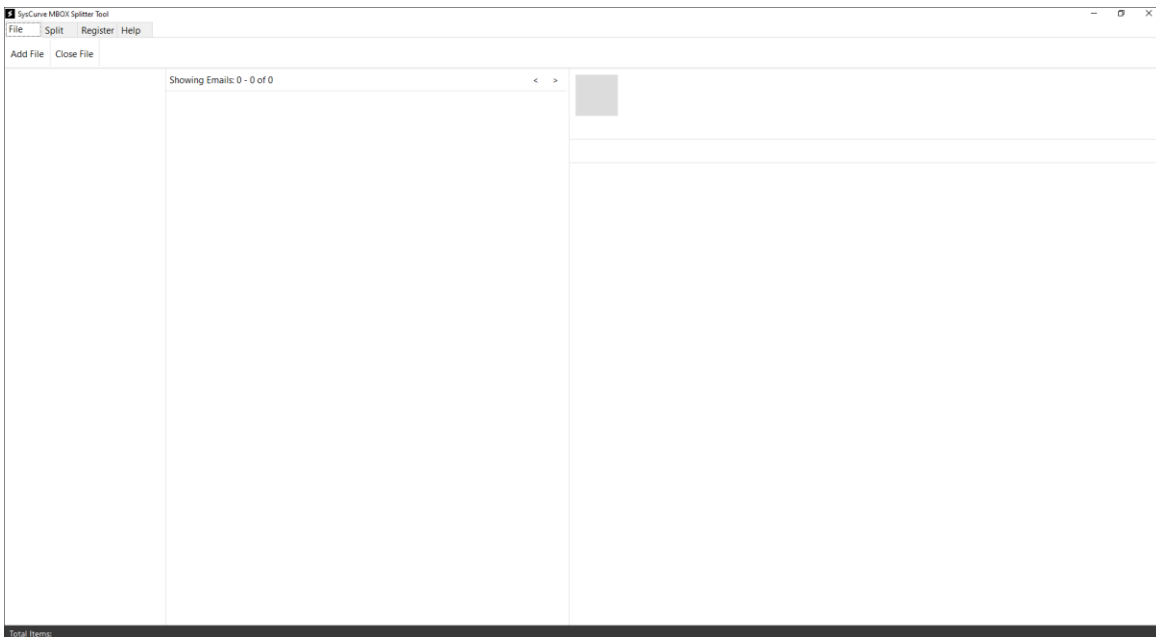 SysCurve MBOX Splitter Tool
File Split Register Help
Add File Close File
Showing Emails: 0 - 0 of 0 < >
Total Items: